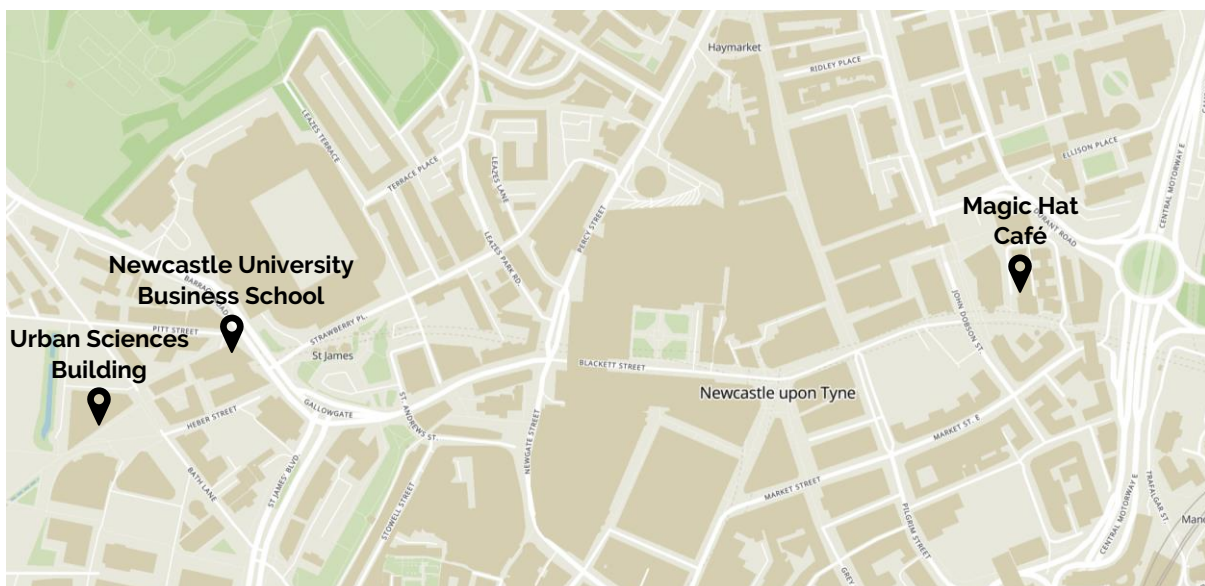 Haymarket
RIDLEY PLACE
LEAZES TERRACE
TERRACE PLACE
LEAZES LANE
ELLISON PLACE
CENTRAL MOTORWAY E
Magic Hat
Café
PERCY STREET
LEAZES PARK RD.
Newcastle University
Business School
BARRACK ROAD
PITT STREET
STRAWBERRY PL.
St James
Urban Sciences
Building
JOHN DOBSON ST.
BLACKETT STREET
Newcastle upon Tyne
HEBER STREET
GALLOWGATE
ST. ANDREWS ST.
MARKET ST. E
BATH LANE
ST JAMES' BLVD.
NEWGATE STREET
STOWELL STREET
MARKET STREET
PILGRIM STREET
CENTRAL MOTORWAY E
TRAFALGAR ST.
GREY